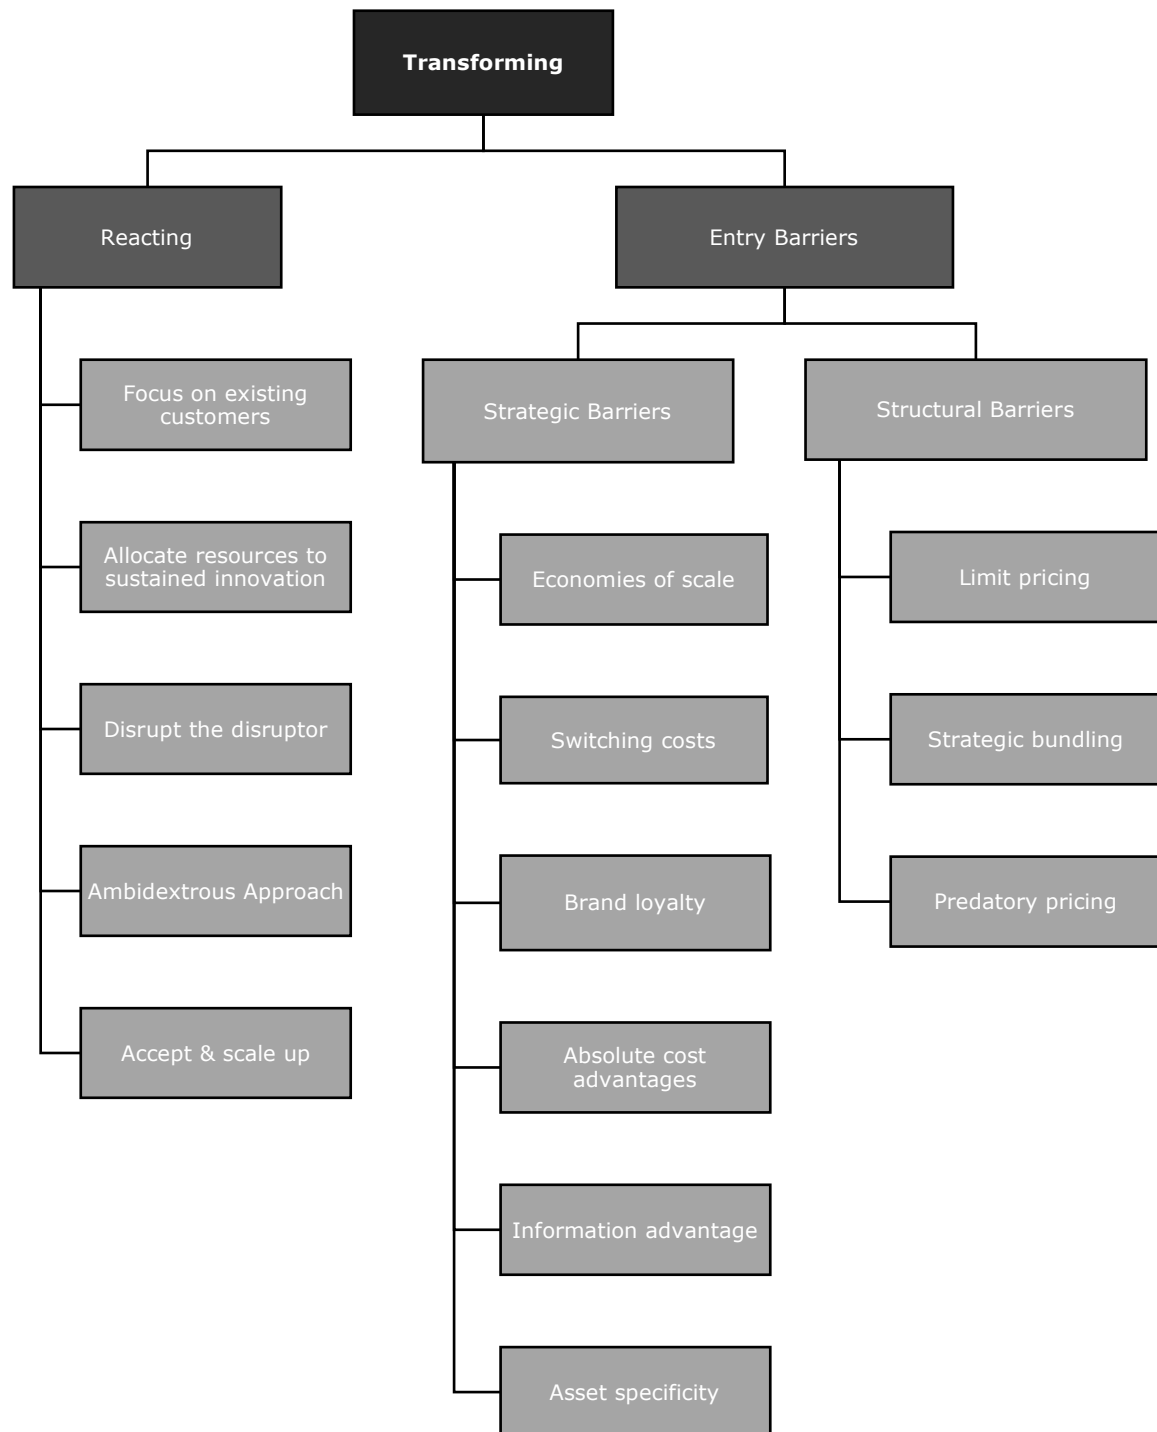 Transforming
Reacting
Entry Barriers
Focus on existing
customers
Allocate resources to
sustained innovation
Disrupt the disruptor
Ambidextrous Approach
Accept & scale up
Strategic Barriers
Economies of scale
Switching costs
Brand loyalty
Absolute cost
advantages
Information advantage
Asset specificity
Structural Barriers
Limit pricing
Strategic bundling
Predatory pricing